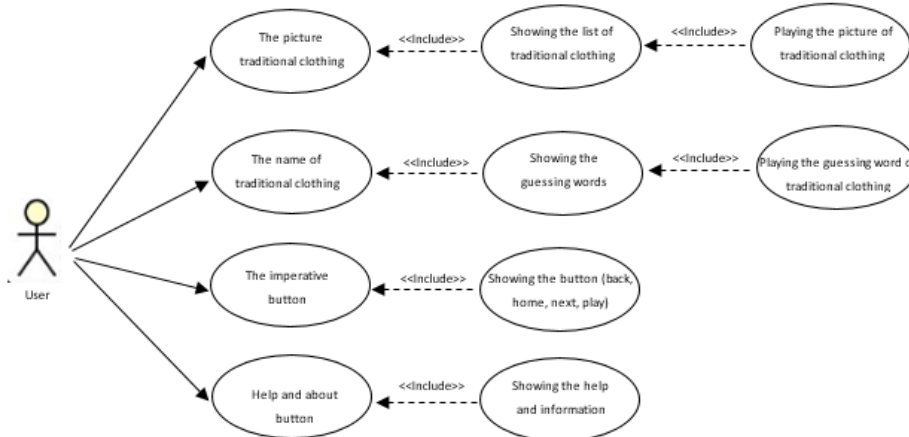 The picture
traditional clothing
<<Include>>
Showing the list of
traditional clothing
<<Include>>
Playing the picture of
traditional clothing
The name of
traditional clothing
<<Include>>
Showing the
guessing words
<<Include>>
Playing the guessing word
traditional clothing
User
The imperative
button
<<Include>>
Showing the button (back,
home, next, play)
Help and about
button
<<Include>>
Showing the help
and information